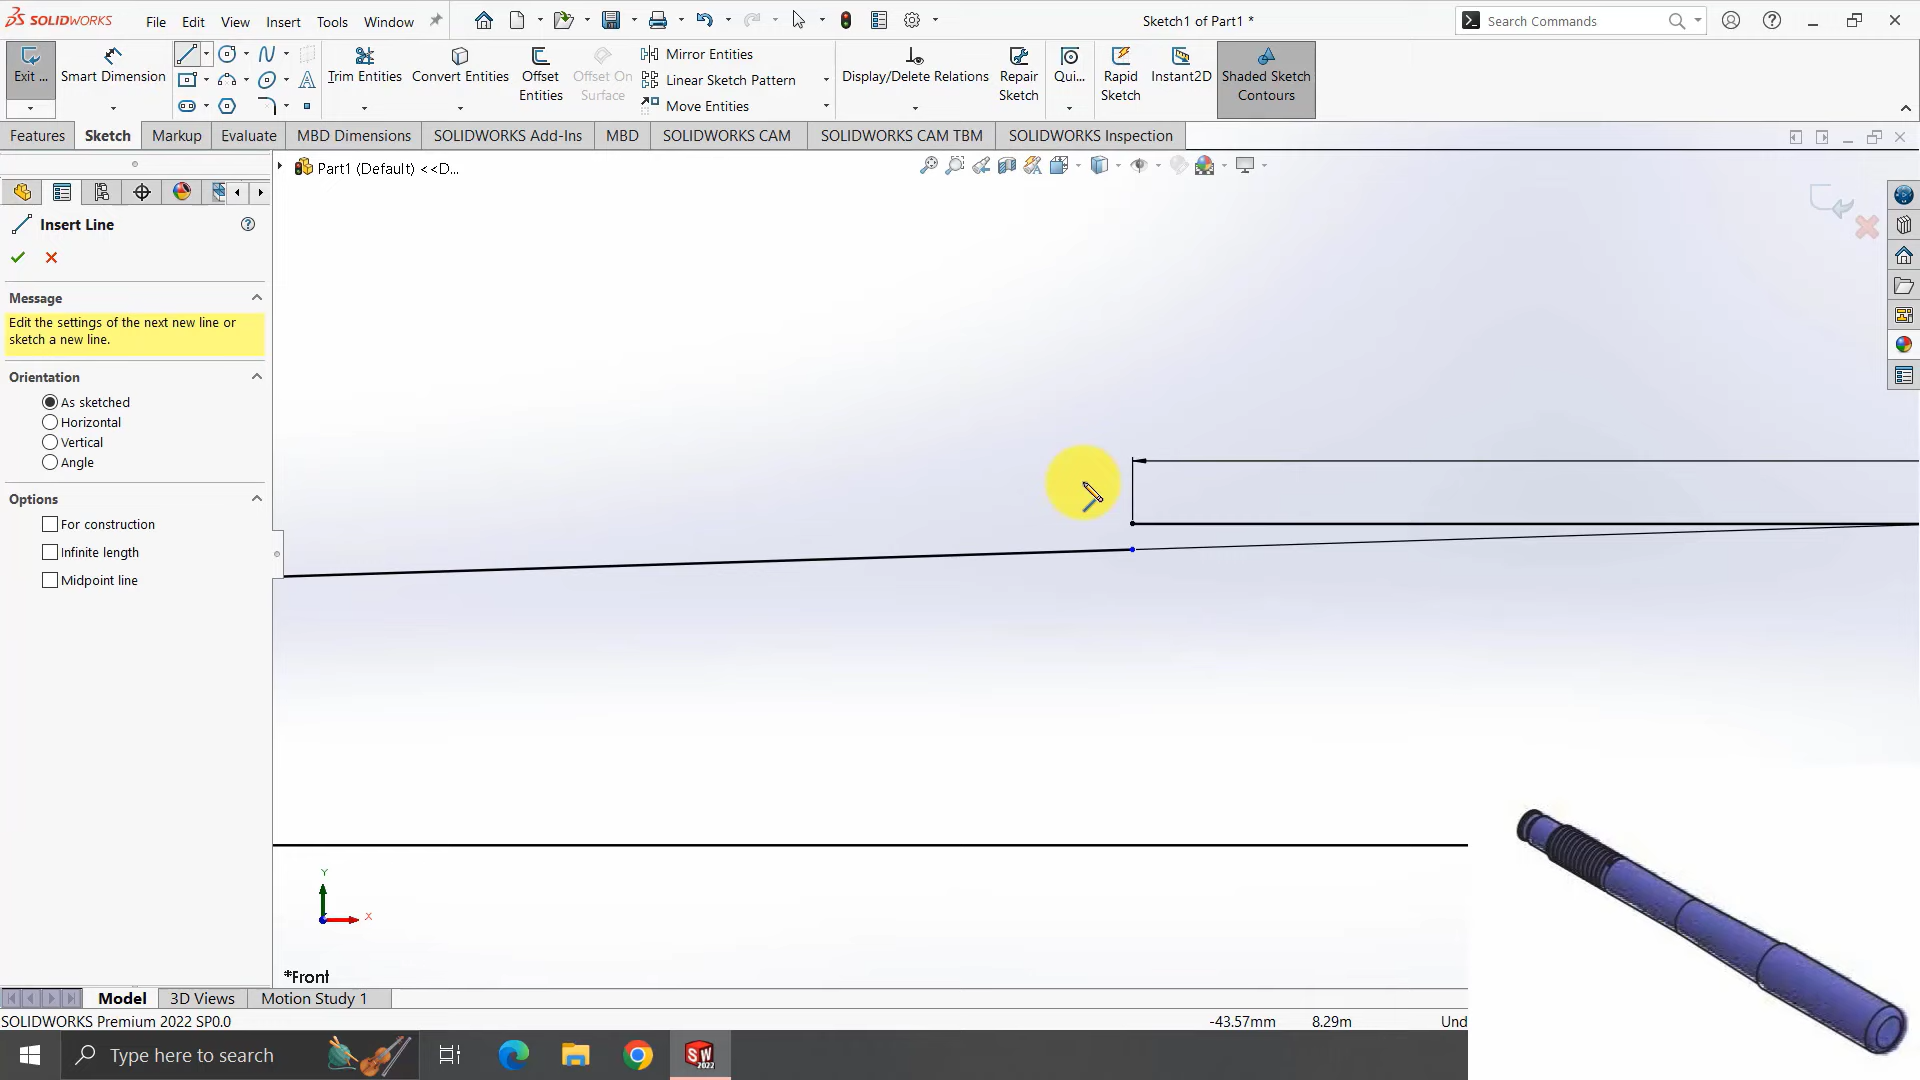 SOLIDWORKS
File
Edit
View
Insert
Tools
Window
Sketch1 of Part1 *
Search Commands
Exit ...
Smart Dimension
Trim Entities
Convert Entities
Offset Entities
Offset On Surface
Mirror Entities
Linear Sketch Pattern
Move Entities
Display/Delete Relations
Repair Sketch
Qui...
Rapid Sketch
Instant2D
Shaded Sketch Contours
Features
Sketch
Markup
Evaluate
MBD Dimensions
SOLIDWORKS Add-Ins
MBD
SOLIDWORKS CAM
SOLIDWORKS CAM TBM
SOLIDWORKS Inspection
Part1 (Default) <<D...
Insert Line
Message
Edit the settings of the next new line or
sketch a new line.
Orientation
As sketched
Horizontal
Vertical
Angle
Options
For construction
Infinite length
Midpoint line
Y
X
*Front
Model
3D Views
Motion Study 1
SOLIDWORKS Premium 2022 SP0.0
-43.57mm
8.29m
Und
Type here to search
SW
2022